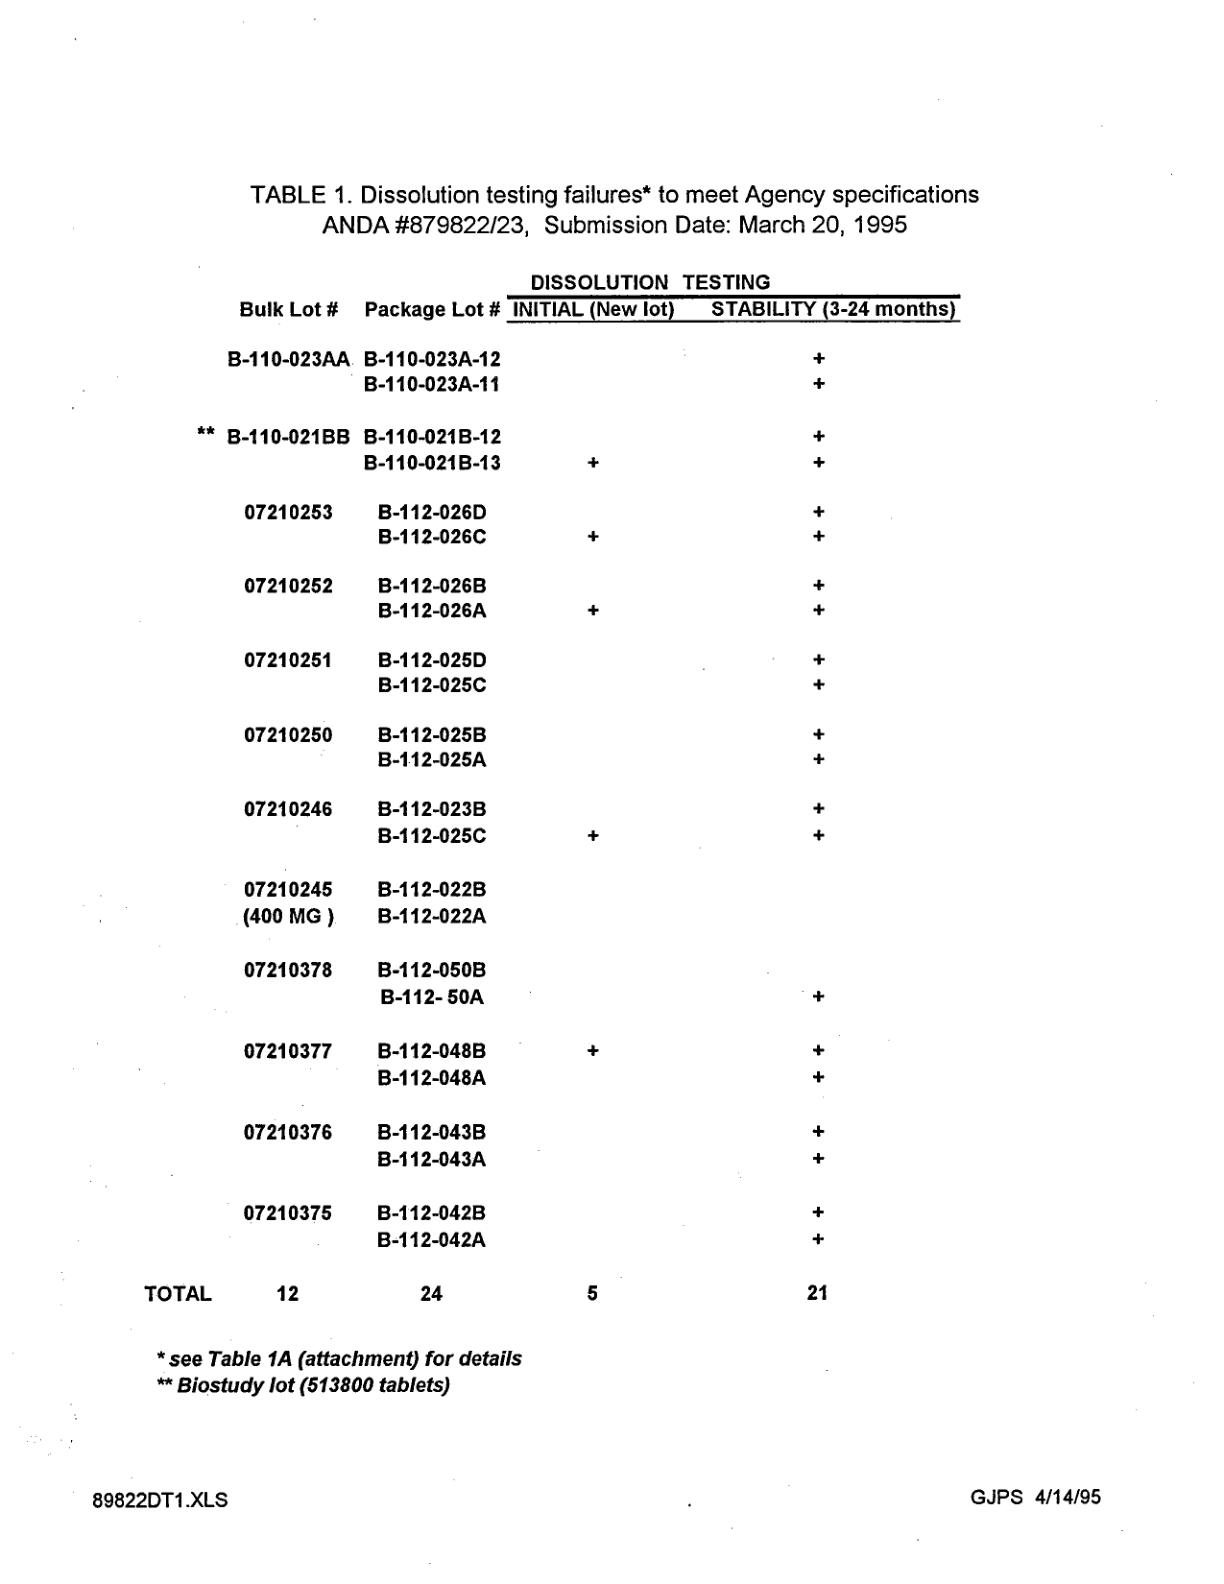 TABLE 1. Dissolution testing failures* to meet Agency specifications
ANDA #879822/23, Submission Date: March 20, 1995
DISSOLUTION TESTING
Bulk Lot # Package Lot # INITIAL (New lot) STABILITY (3-24 months)
B-110-023AA B-110-023A-12 +
B-110-023A-11 +
** B-110-021BB B-110-021B-12 +
B-110-021B-13 + +
07210253 B-112-026D +
B-112-026C + +
07210252 B-112-026B +
B-112-026A + +
07210251 B-112-025D +
B-112-025C +
07210250 B-112-025B +
B-112-025A +
07210246 B-112-023B +
B-112-025C + +
07210245 B-112-022B
(400 MG ) B-112-022A
07210378 B-112-050B
B-112- 50A +
07210377 B-112-048B + +
B-112-048A +
07210376 B-112-043B +
B-112-043A +
07210375 B-112-042B +
B-112-042A +
TOTAL 12 24 5 21
* see Table 1A (attachment) for details
** Biostudy lot (513800 tablets)
89822DT1.XLS GJPS 4/14/95